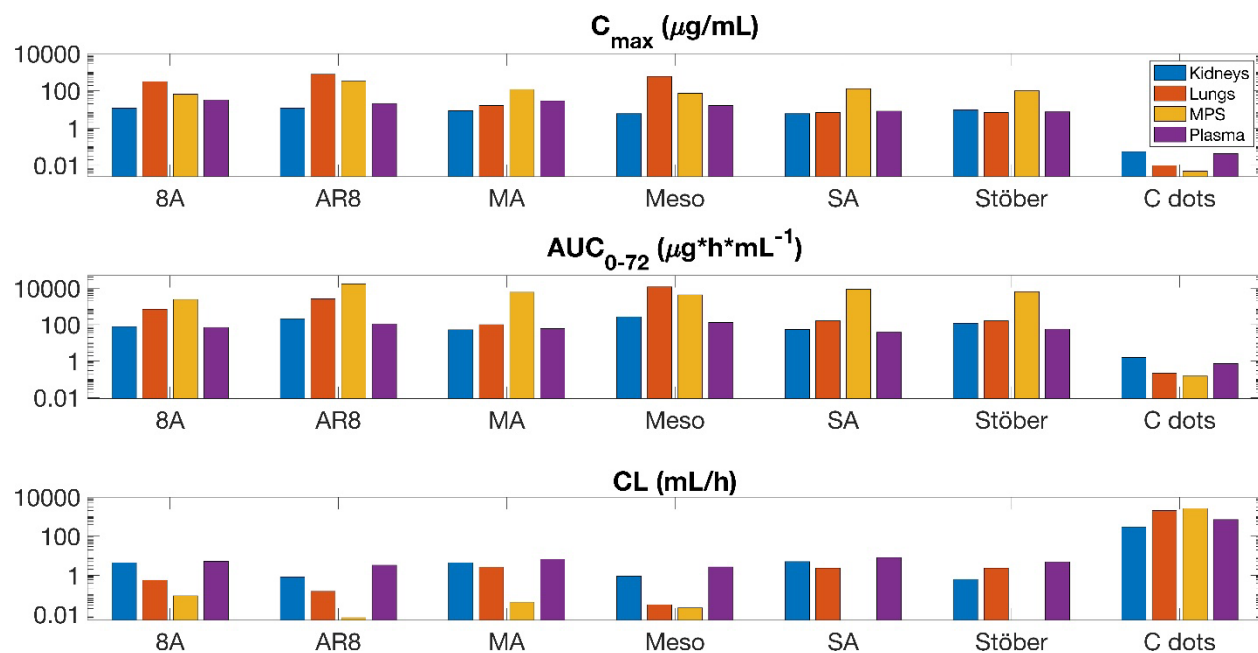 C_max (μg/mL)
10000
100
1
0.01
Kidneys
Lungs
MPS
Plasma
8A AR8 MA Meso SA Stöber C dots
AUC_0-72 (μg*h*mL^-1)
10000
100
1
0.01
8A AR8 MA Meso SA Stöber C dots
CL (mL/h)
10000
100
1
0.01
8A AR8 MA Meso SA Stöber C dots